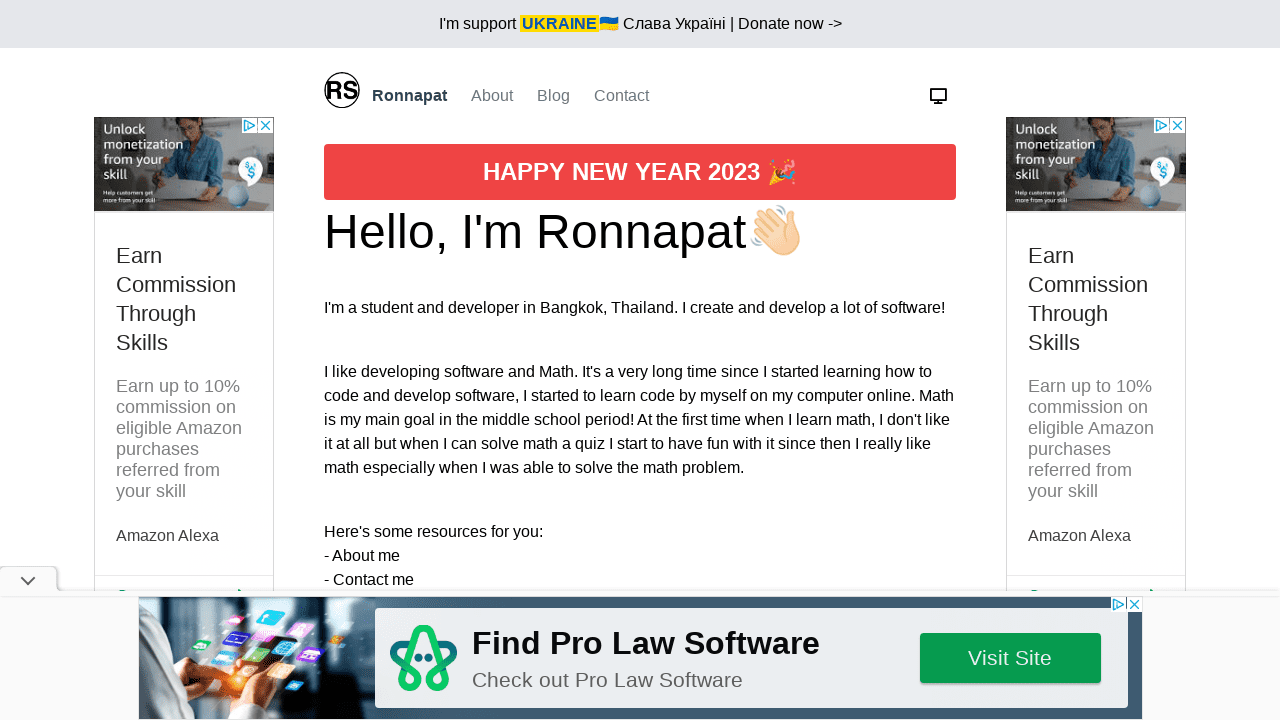 I'm support UKRAINE🇺🇦 Слава Україні | Donate now ->
RS Ronnapat About Blog Contact
HAPPY NEW YEAR 2023 🎉
Hello, I'm Ronnapat👋🏻
I'm a student and developer in Bangkok, Thailand. I create and develop a lot of software!
I like developing software and Math. It's a very long time since I started learning how to
code and develop software, I started to learn code by myself on my computer online. Math
is my main goal in the middle school period! At the first time when I learn math, I don't like
it at all but when I can solve math a quiz I start to have fun with it since then I really like
math especially when I was able to solve the math problem.
Here's some resources for you:
- About me
- Contact me
Unlock
monetization
from your
skill
Help customers get
more from your skill
Earn
Commission
Through
Skills
Earn up to 10%
commission on
eligible Amazon
purchases
referred from
your skill
Amazon Alexa
Unlock
monetization
from your
skill
Help customers get
more from your skill
Earn
Commission
Through
Skills
Earn up to 10%
commission on
eligible Amazon
purchases
referred from
your skill
Amazon Alexa
Find Pro Law Software
Check out Pro Law Software
Visit Site